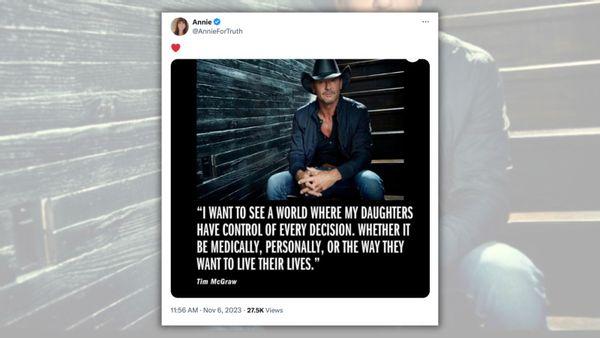 Annie
@AnnieForTruth
“I WANT TO SEE A WORLD WHERE MY DAUGHTERS
HAVE CONTROL OF EVERY DECISION. WHETHER IT
BE MEDICALLY, PERSONALLY, OR THE WAY THEY
WANT TO LIVE THEIR LIVES.”
Tim McGraw
11:56 AM · Nov 6, 2023 · 27.5K Views